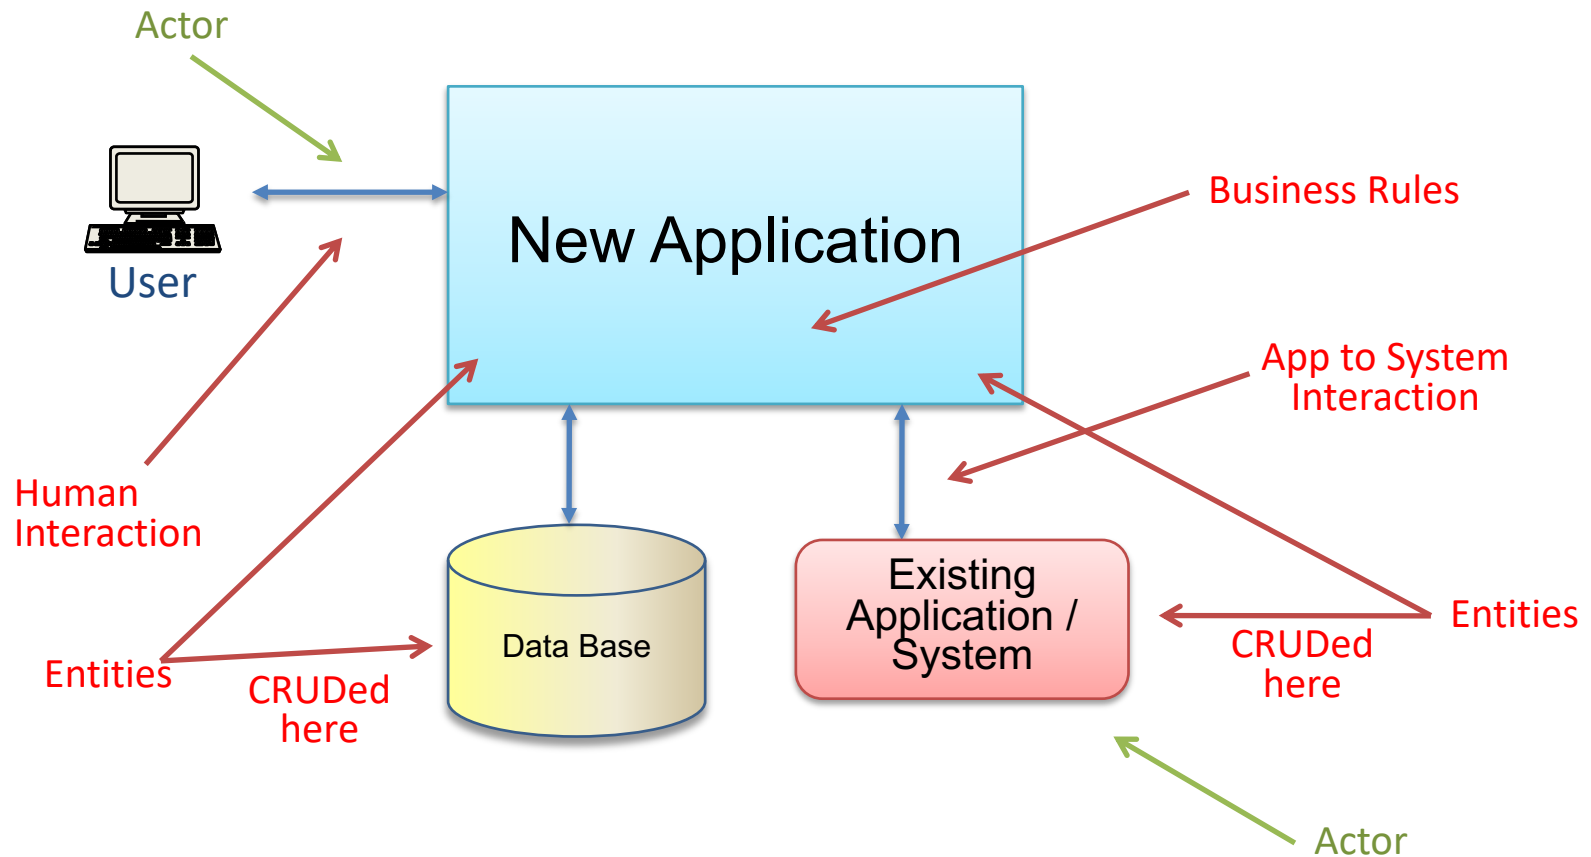 Actor
New Application
User
Business Rules
App to System
Interaction
Human
Interaction
Data Base
Existing
Application /
System
Entities
CRUDed
here
Entities
CRUDed
here
Actor